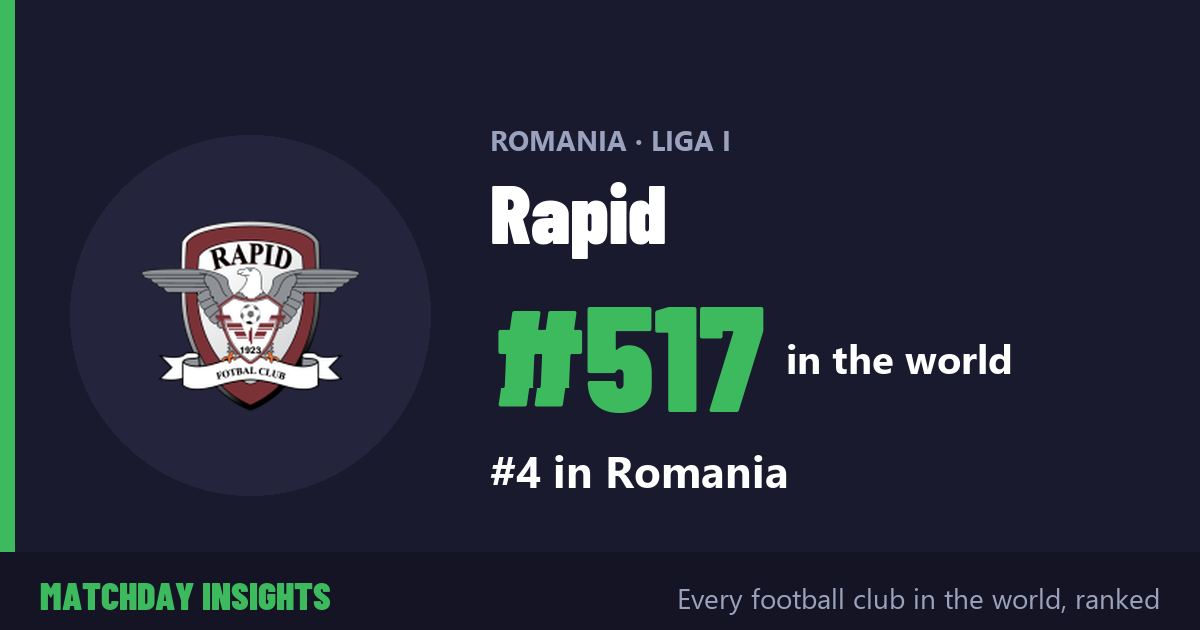 ROMANIA · LIGA I
Rapid
RAPID
1923
FOTBAL CLUB
#517 in the world
#4 in Romania
MATCHDAY INSIGHTS
Every football club in the world, ranked